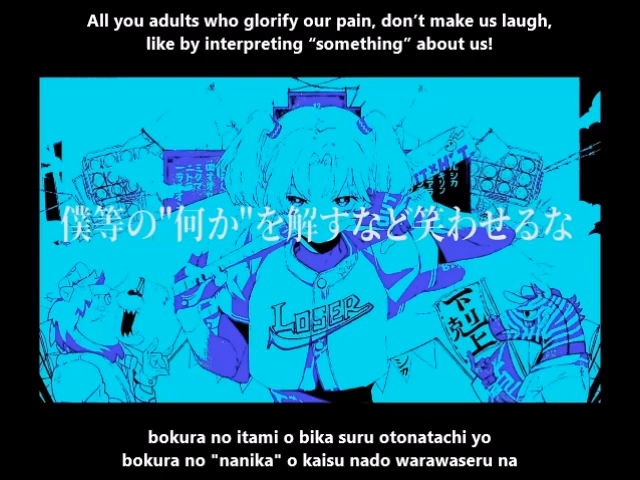 All you adults who glorify our pain, don’t make us laugh,
like by interpreting “something” about us!
僕等の"何か"を解すなど笑わせるな
LOSER
下剋上
bokura no itami o bika suru otonatachi yo
bokura no "nanika" o kaisu nado warawaseru na